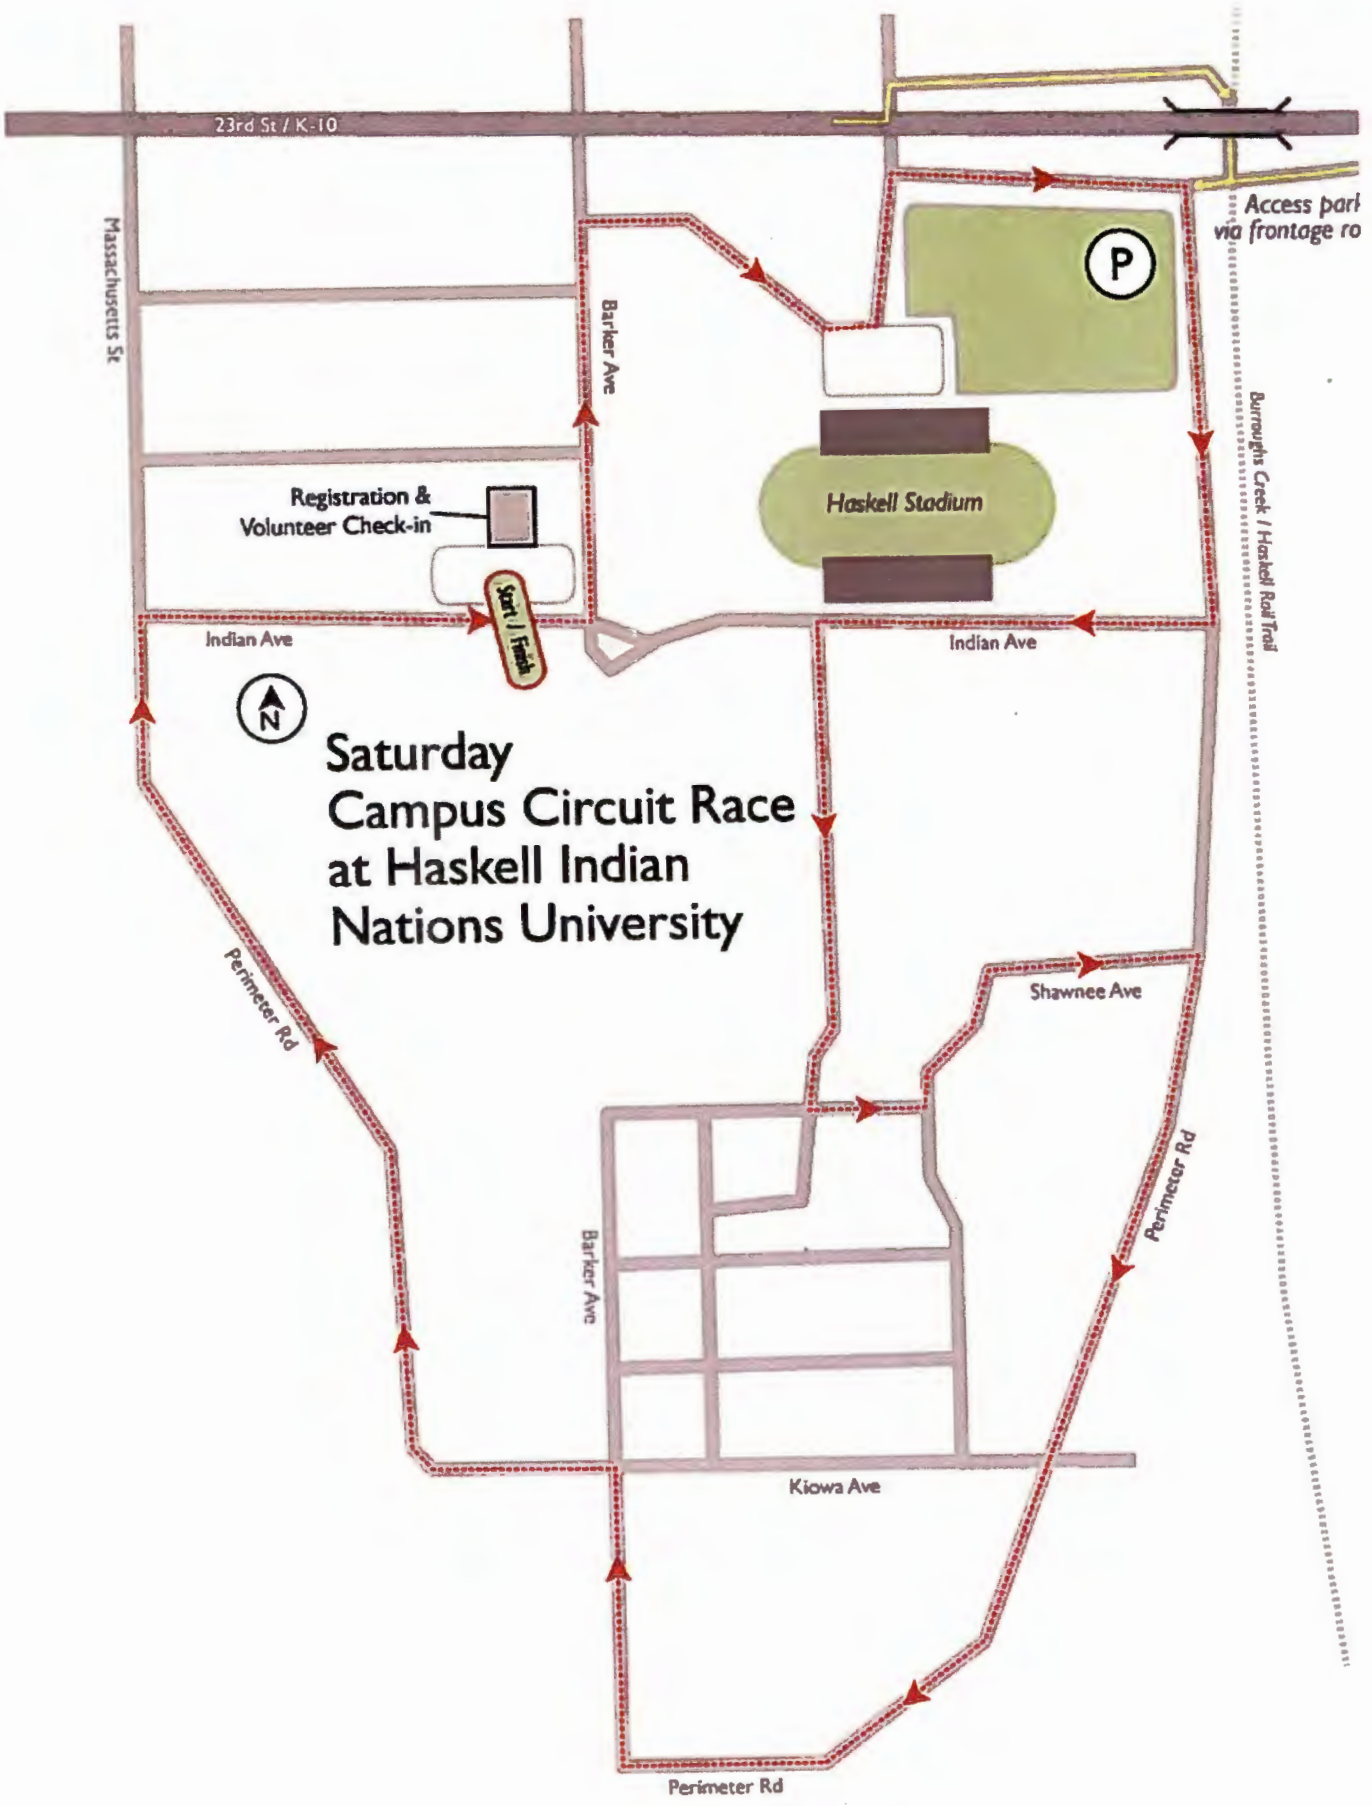 23rd St / K-10
Massachusetts St
Barker Ave
P
Access
via frontage
Burroughs Creek / Haskell Rail Trail
Registration &
Volunteer Check-in
Haskell Stadium
Start / Finish
Indian Ave
Indian Ave
N
Saturday
Campus Circuit Race
at Haskell Indian
Nations University
Perimeter Rd
Shawnee Ave
Perimeter Rd
Barker Ave
Kiowa Ave
Perimeter Rd